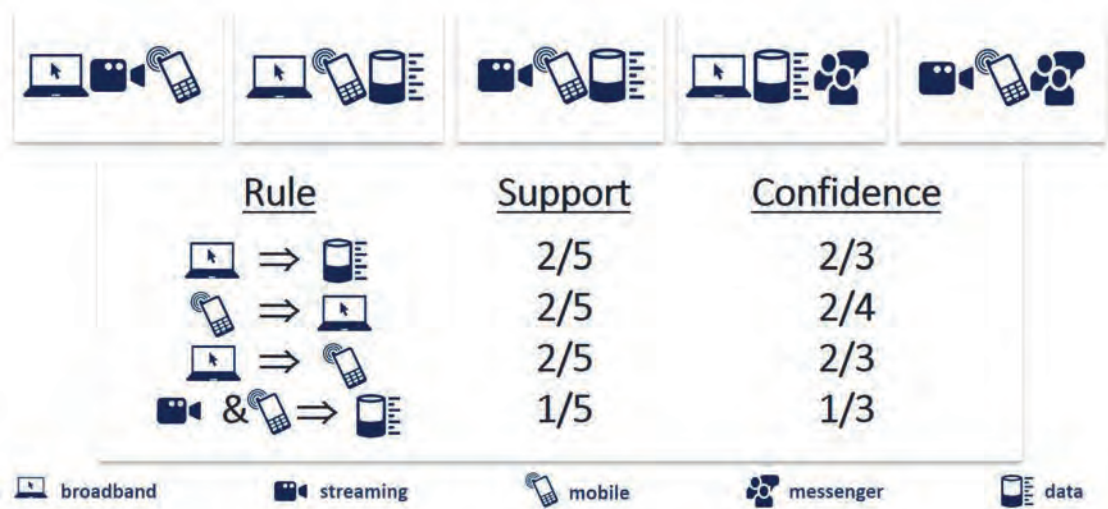 Rule Support Confidence
⇒ 2/5 2/3
⇒ 2/5 2/4
⇒ 2/5 2/3
& ⇒ 1/5 1/3
broadband streaming mobile messenger data